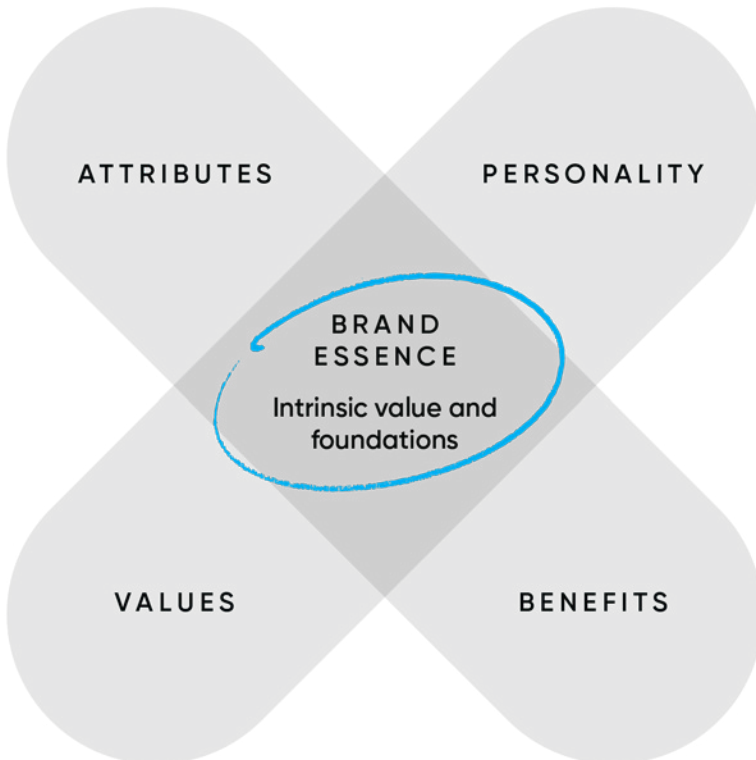 ATTRIBUTES
PERSONALITY
BRAND
ESSENCE
Intrinsic value and
foundations
VALUES
BENEFITS